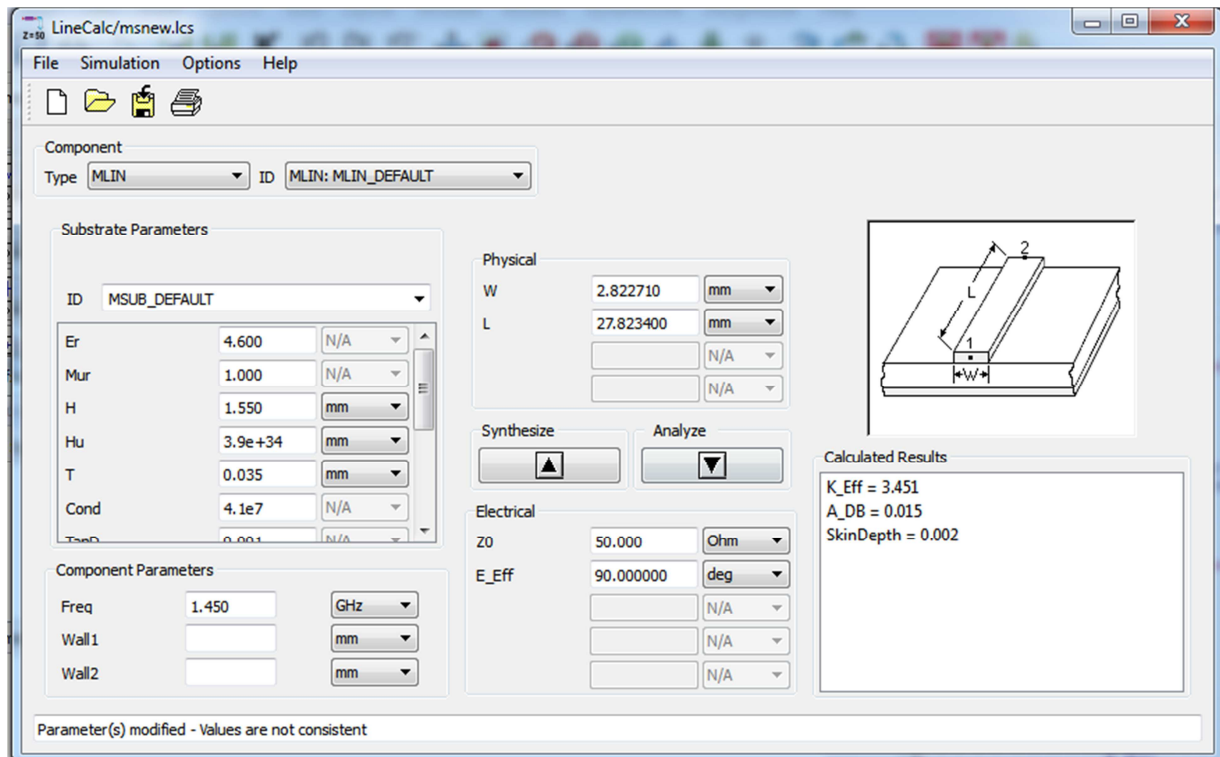 Z=50 LineCalc/msnew.lcs
File Simulation Options Help
Component
Type MLIN ID MLIN: MLIN_DEFAULT
Substrate Parameters
ID MSUB_DEFAULT
Er 4.600 N/A
Mur 1.000 N/A
H 1.550 mm
Hu 3.9e+34 mm
T 0.035 mm
Cond 4.1e7 N/A
TanD 0.001 N/A
Component Parameters
Freq 1.450 GHz
Wall1 mm
Wall2 mm
Physical
W 2.822710 mm
L 27.823400 mm
N/A
N/A
Synthesize Analyze
Electrical
Z0 50.000 Ohm
E_Eff 90.000000 deg
N/A
N/A
N/A
2
L
1
W
Calculated Results
K_Eff = 3.451
A_DB = 0.015
SkinDepth = 0.002
Parameter(s) modified - Values are not consistent